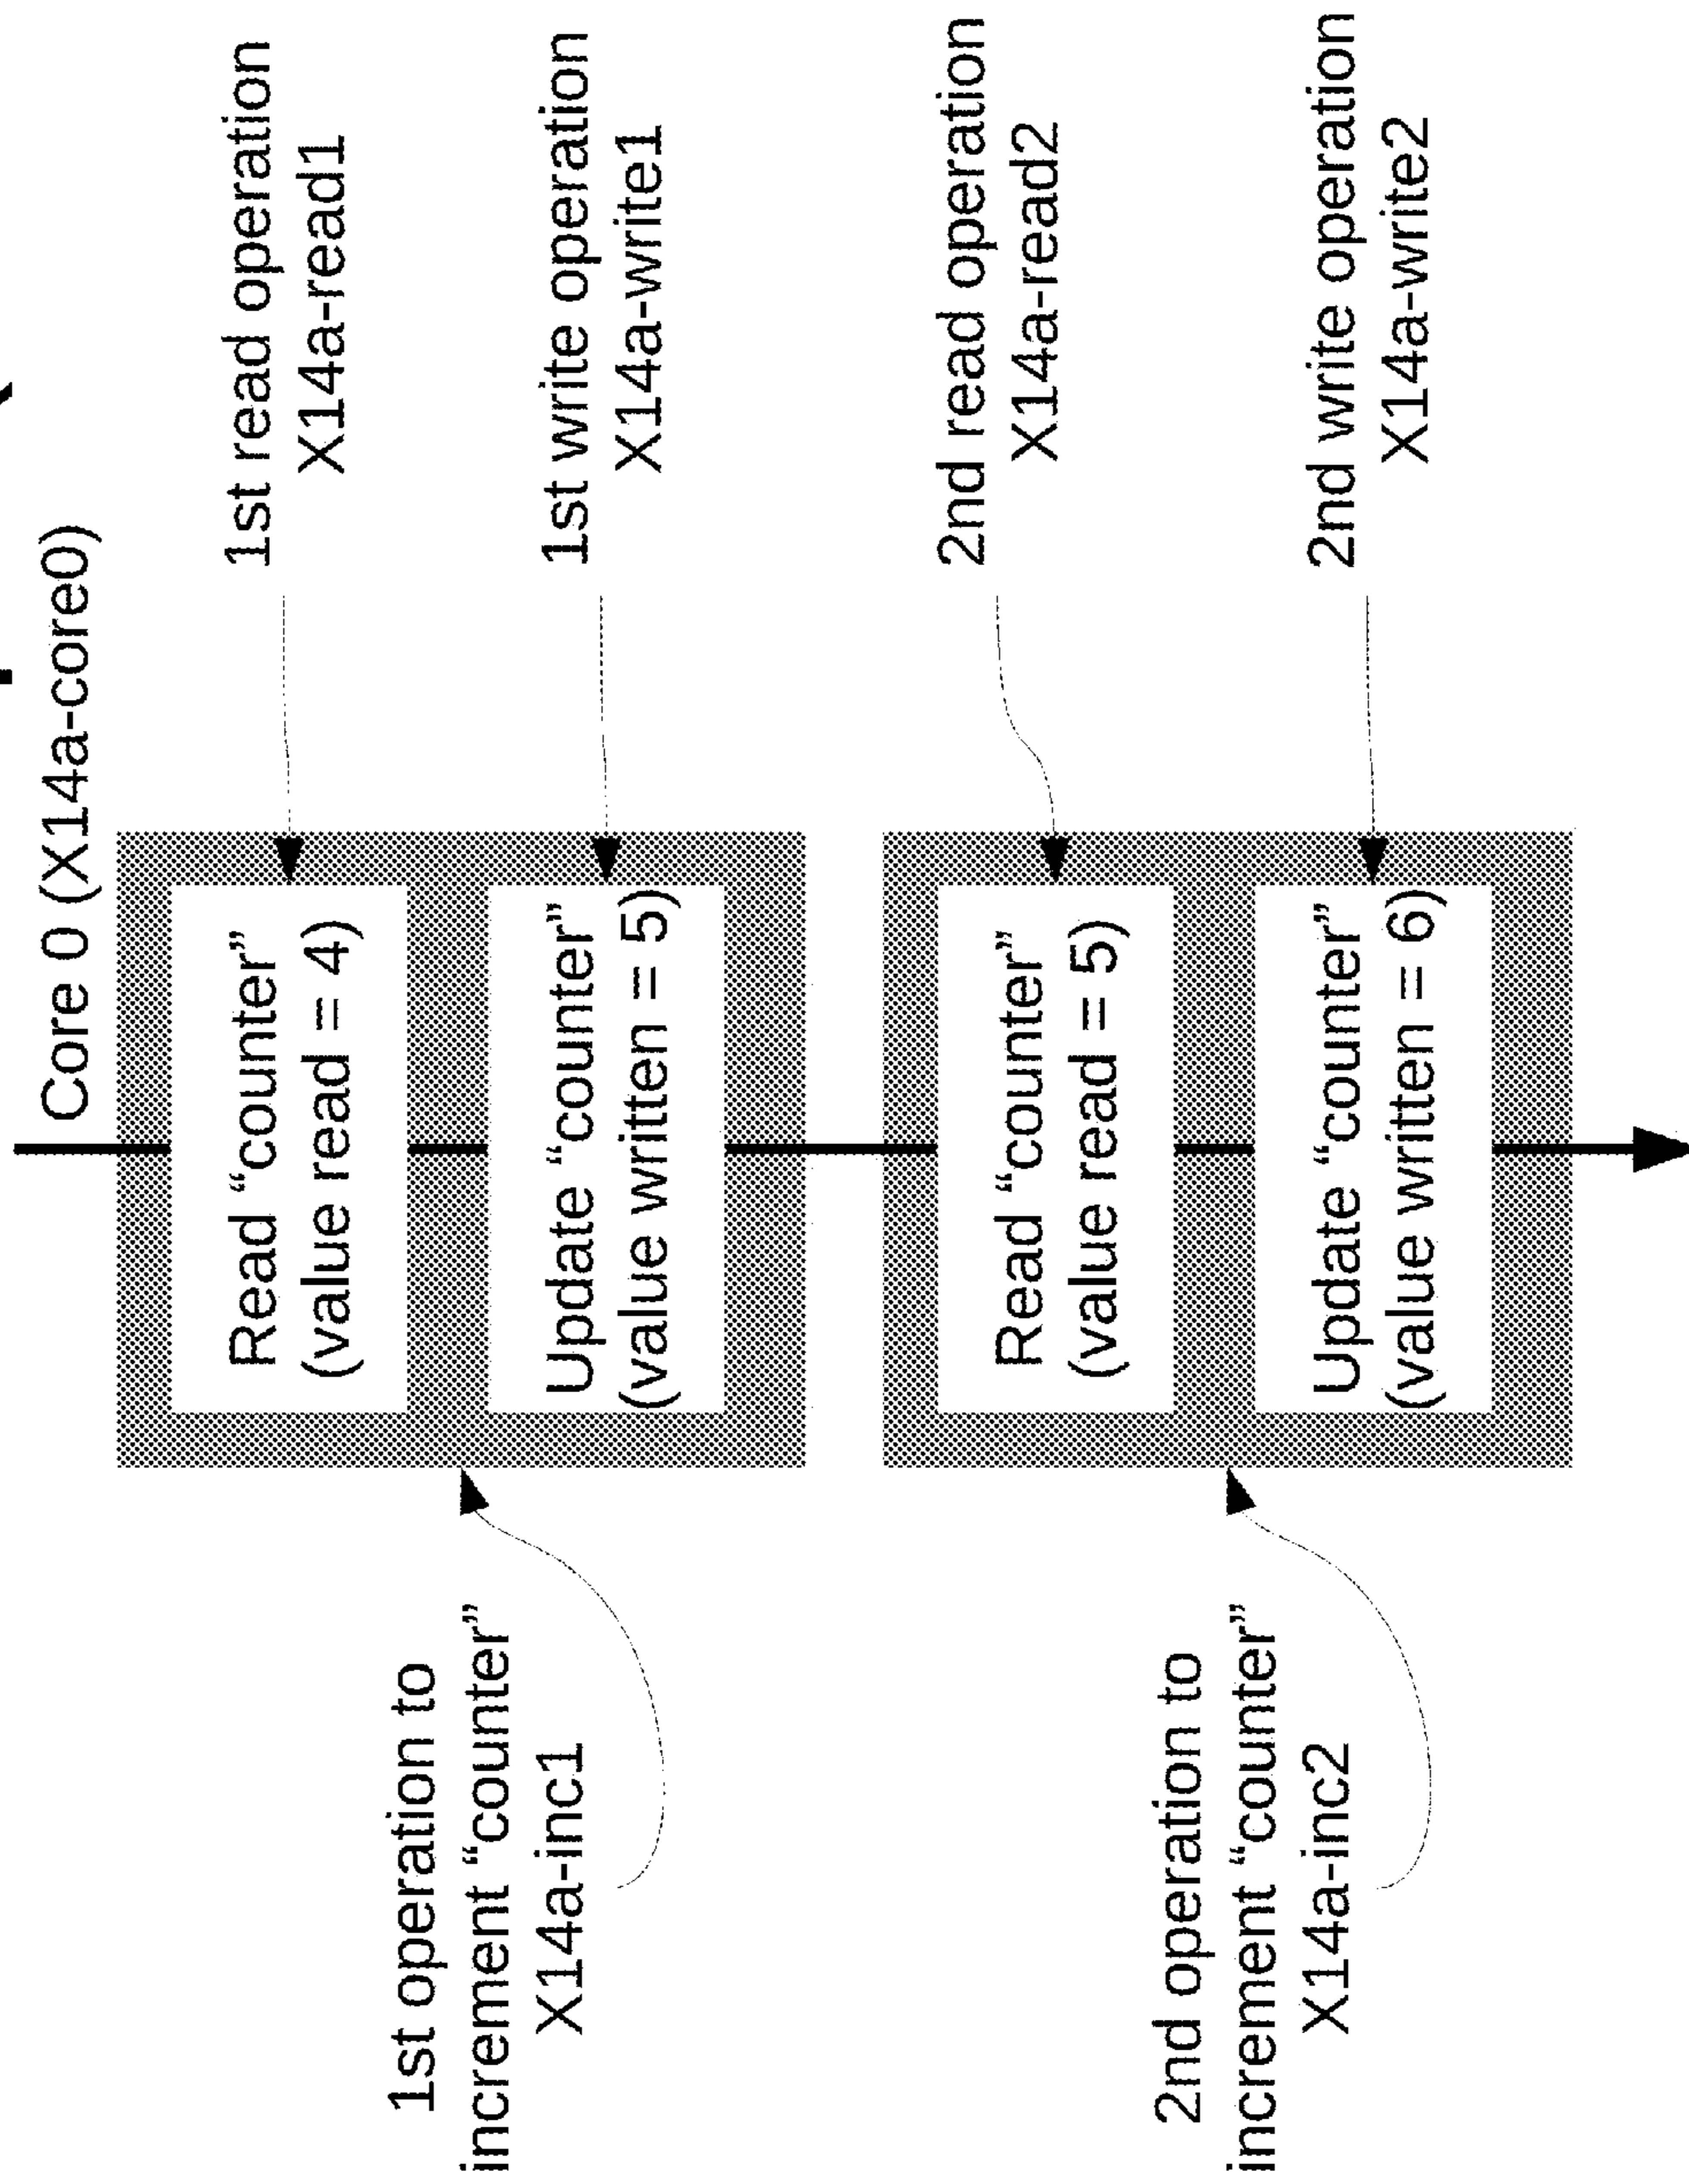 Core 0 (X14a-core0)
1st operation to
increment “counter”
X14a-inc1
Read “counter”
(value read = 4)
1st read operation
X14a-read1
Update “counter”
(value written = 5)
1st write operation
X14a-write1
2nd operation to
increment “counter”
X14a-inc2
Read “counter”
(value read = 5)
2nd read operation
X14a-read2
Update “counter”
(value written = 6)
2nd write operation
X14a-write2